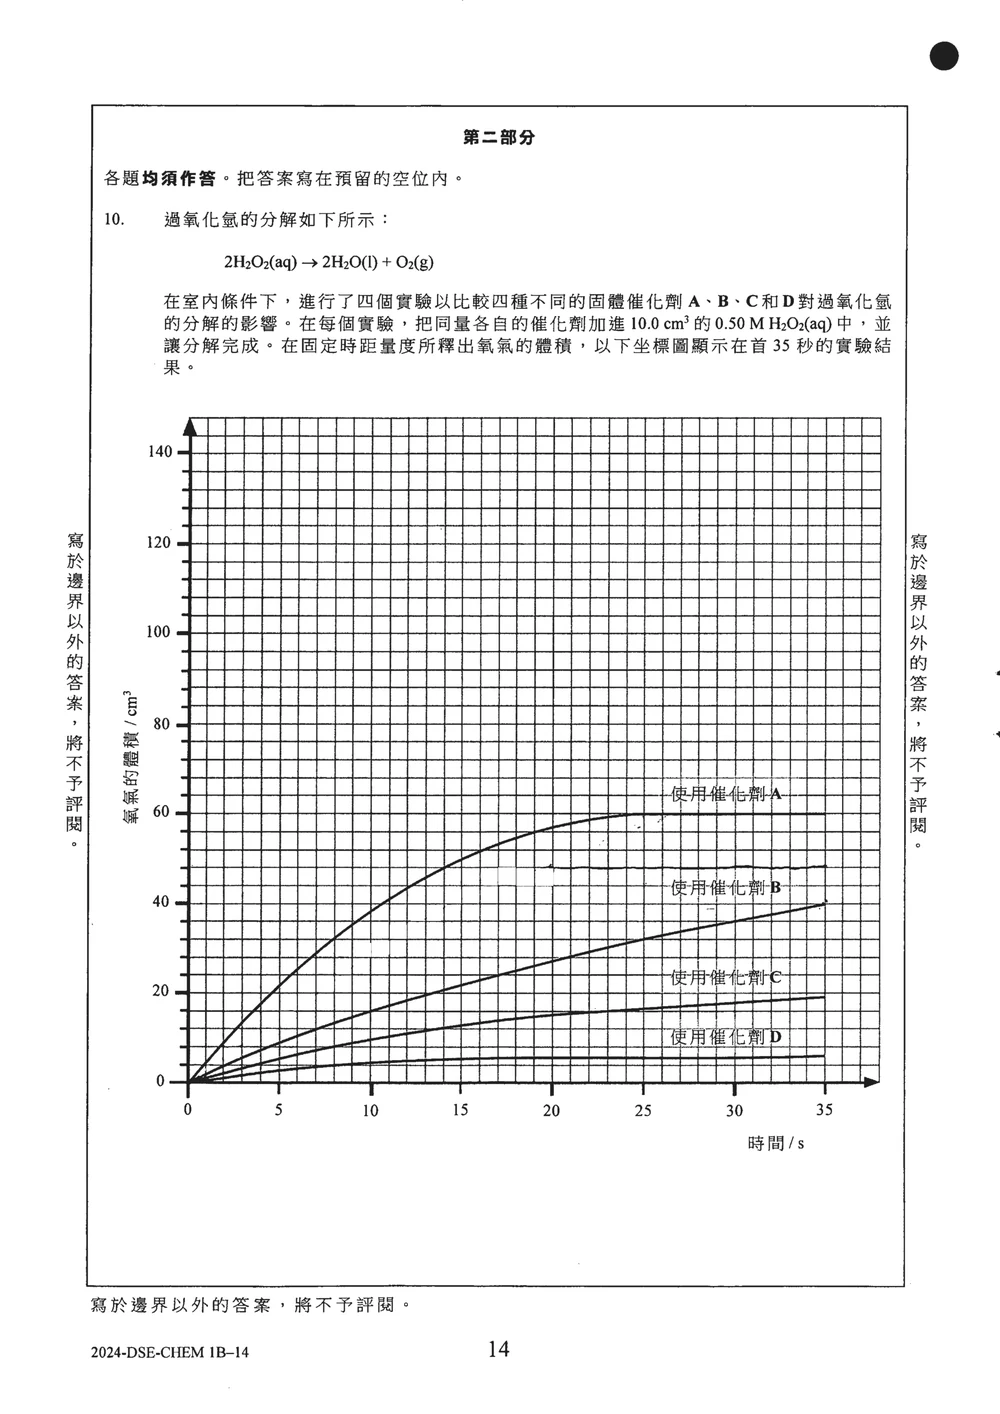 第二部分
各題均須作答。把答案寫在預留的空位內。
10. 過氧化氫的分解如下所示：
2H₂O₂(aq) → 2H₂O(l) + O₂(g)
在室內條件下，進行了四個實驗以比較四種不同的固體催化劑 A、B、C和D對過氧化氫
的分解的影響。在每個實驗，把同量各自的催化劑加進 10.0 cm³ 的 0.50 M H₂O₂(aq) 中，並
讓分解完成。在固定時距量度所釋出氧氣的體積，以下坐標圖顯示在首 35 秒的實驗結
果。
氧氣的體積 / cm³
140
120
100
80
60
40
20
0
使用催化劑A
使用催化劑B
使用催化劑C
使用催化劑D
0 5 10 15 20 25 30 35
時間 / s
寫於邊界以外的答案，將不予評閱。
寫於邊界以外的答案，將不予評閱。
寫於邊界以外的答案，將不予評閱。
2024-DSE-CHEM 1B–14
14